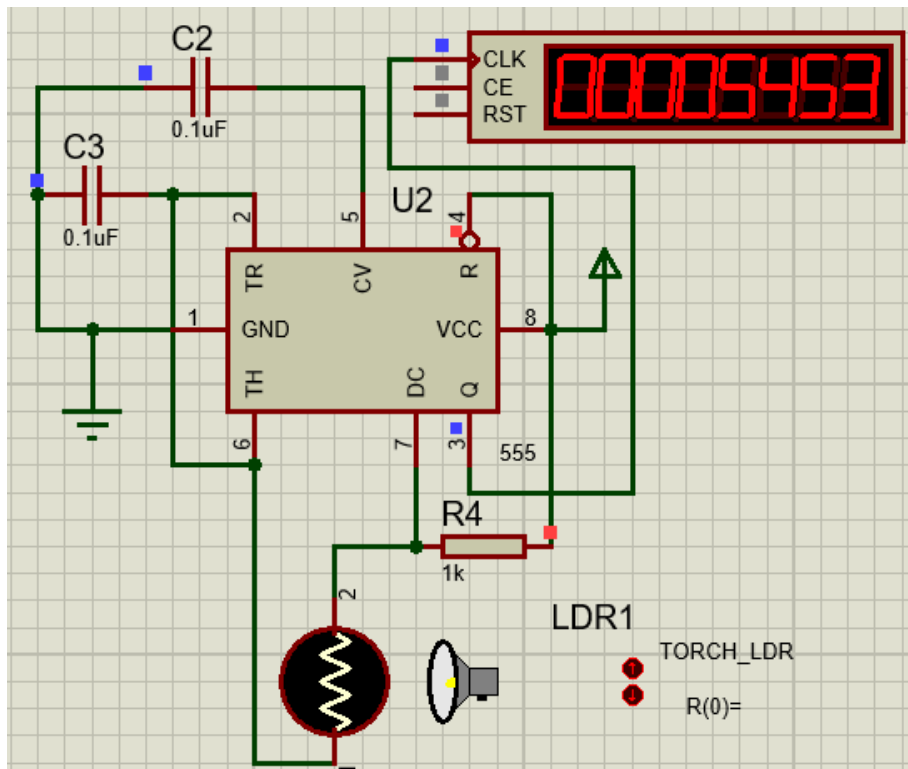 C2
0.1uF
CLK
CE
RST
00005453
C3
0.1uF
U2
2
5
4
TR
CV
R
1
GND
VCC
8
TH
DC
Q
6
7
3
555
R4
1k
2
LDR1
TORCH_LDR
R(0)=